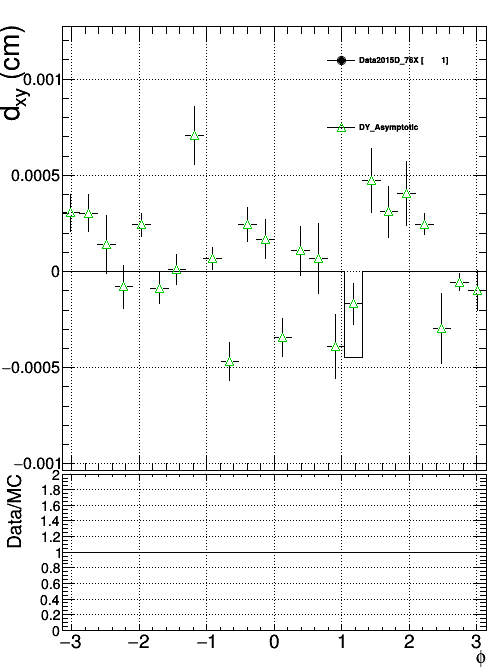 d_xy (cm)
Data2015D_76X [ 1]
0.001
DY_Asymptotic
0.0005
0
−0.0005
−0.001
Data/MC
2
1.8
1.6
1.4
1.2
1
0.8
0.6
0.4
0.2
0
−3 −2 −1 0 1 2 3
ϕ